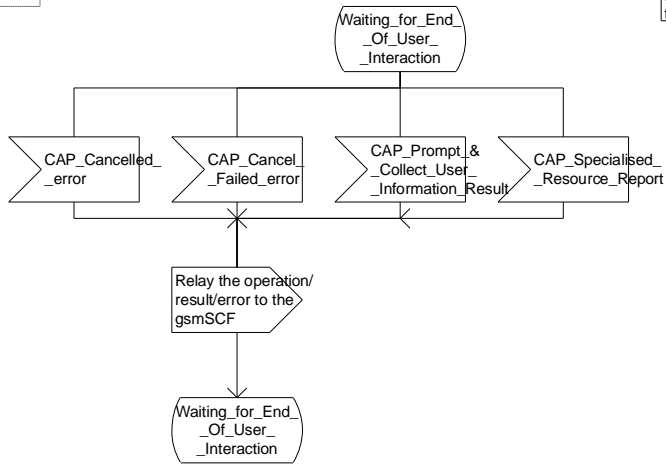 Waiting_for_End_
_Of_User_
_Interaction
CAP_Cancelled_
_error
CAP_Cancel_
_Failed_error
CAP_Prompt_&
_Collect_User_
_Information_Result
CAP_Specialised_
_Resource_Report
Relay the operation/
result/error to the
gsmSCF
Waiting_for_End_
_Of_User_
_Interaction